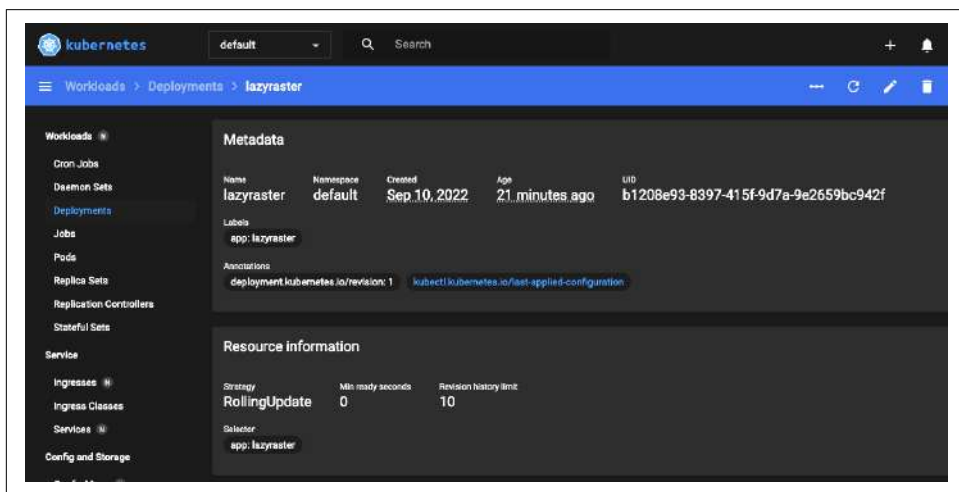 kubernetes default Search
Workloads > Deployments > lazyraster
Workloads N
Cron Jobs
Daemon Sets
Deployments
Jobs
Pods
Replica Sets
Replication Controllers
Stateful Sets
Service
Ingresses N
Ingress Classes
Services N
Config and Storage
Metadata
Name Namespace Created Age UID
lazyraster default Sep 10, 2022 21 minutes ago b1208e93-8397-415f-9d7a-9e2659bc942f
Labels
app: lazyraster
Annotations
deployment.kubernetes.io/revision: 1 kubectl.kubernetes.io/last-applied-configuration
Resource information
Strategy Min ready seconds Revision history limit
RollingUpdate 0 10
Selector
app: lazyraster